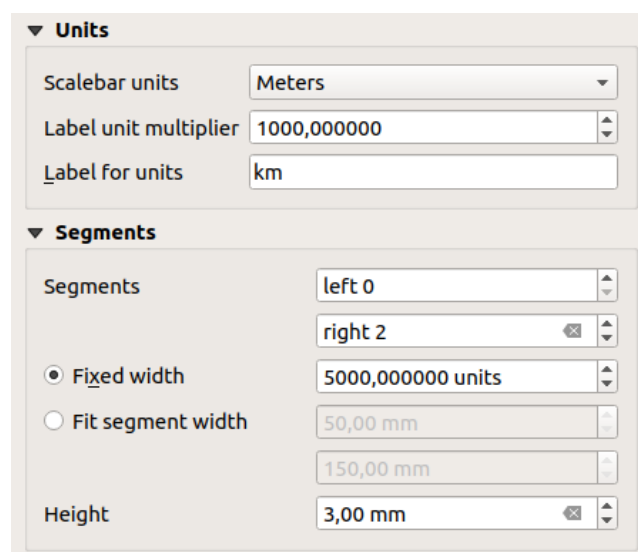 Units
Scalebar units Meters
Label unit multiplier 1000,000000
Label for units km
Segments
Segments left 0
right 2
Fixed width 5000,000000 units
Fit segment width 50,00 mm
150,00 mm
Height 3,00 mm